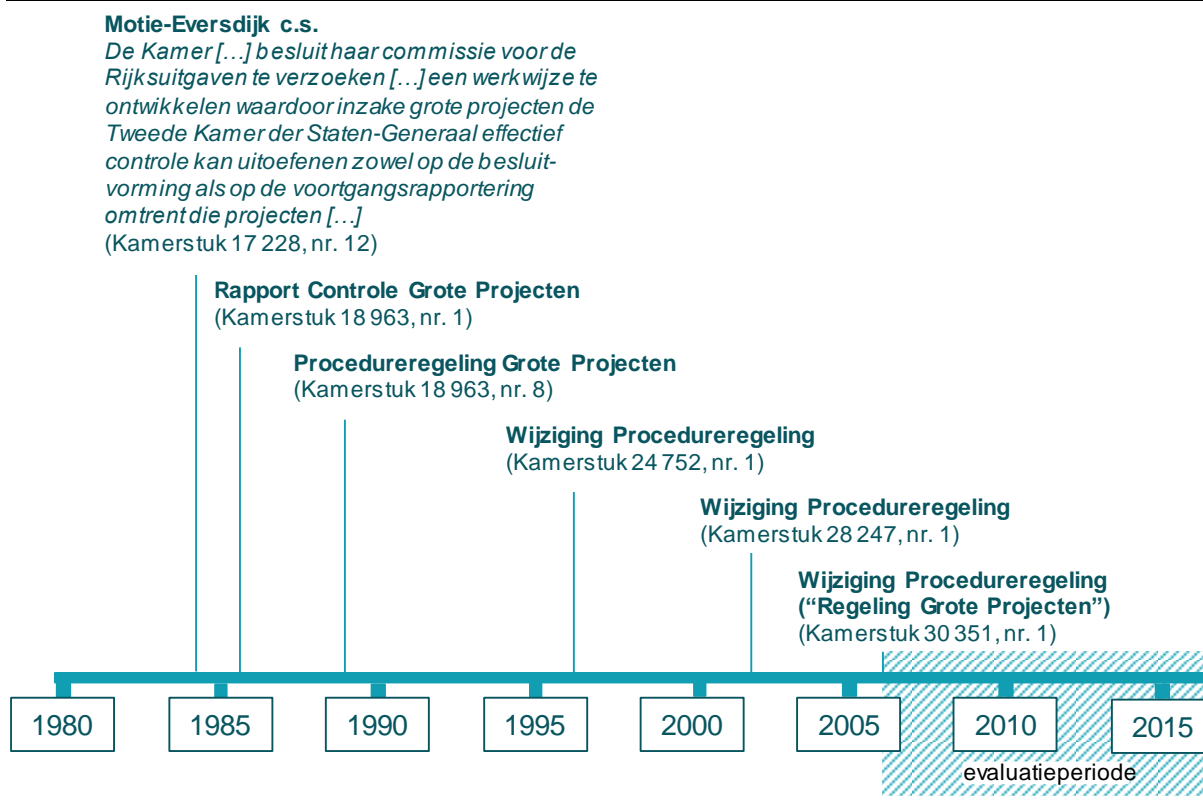 Motie-Eversdijk c.s.
De Kamer […] besluit haar commissie voor de
Rijksuitgaven te verzoeken […] een werkwijze te
ontwikkelen waardoor inzake grote projecten de
Tweede Kamer der Staten-Generaal effectief
controle kan uitoefenen zowel op de besluit-
vorming als op de voortgangsrapportering
omtrent die projecten […]
(Kamerstuk 17 228, nr. 12)
Rapport Controle Grote Projecten
(Kamerstuk 18 963, nr. 1)
Procedureregeling Grote Projecten
(Kamerstuk 18 963, nr. 8)
Wijziging Procedureregeling
(Kamerstuk 24 752, nr. 1)
Wijziging Procedureregeling
(Kamerstuk 28 247, nr. 1)
Wijziging Procedureregeling
(“Regeling Grote Projecten”)
(Kamerstuk 30 351, nr. 1)
1980 1985 1990 1995 2000 2005 2010 2015
evaluatieperiode